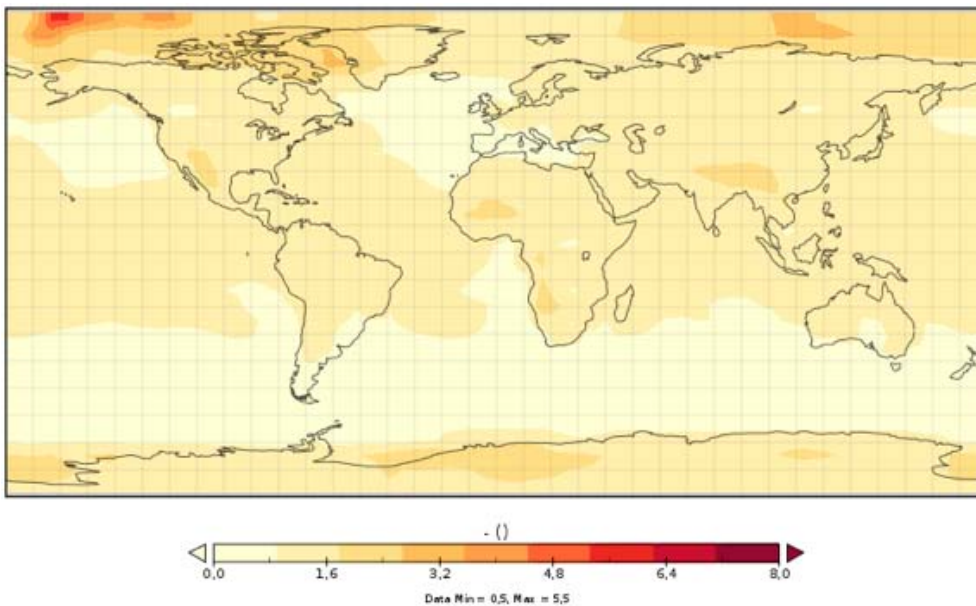 - ()
0,0 1,6 3,2 4,8 6,4 8,0
Data Min = 0,5, Max = 5,5